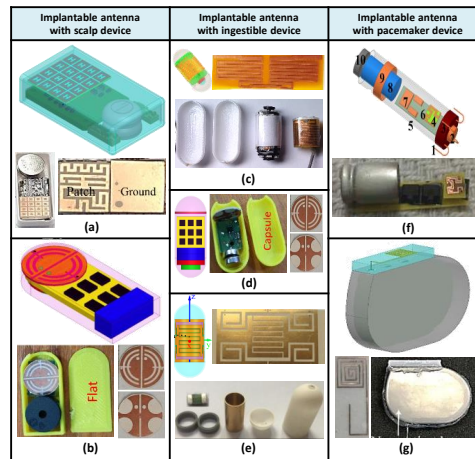 Implantable antenna
with scalp device
Implantable antenna
with ingestible device
Implantable antenna
with pacemaker device
Patch
Ground
(a)
(b)
Flat
(c)
Capsule
(d)
Z
(e)
10
9
8
7
6
5
4
1
(f)
(g)